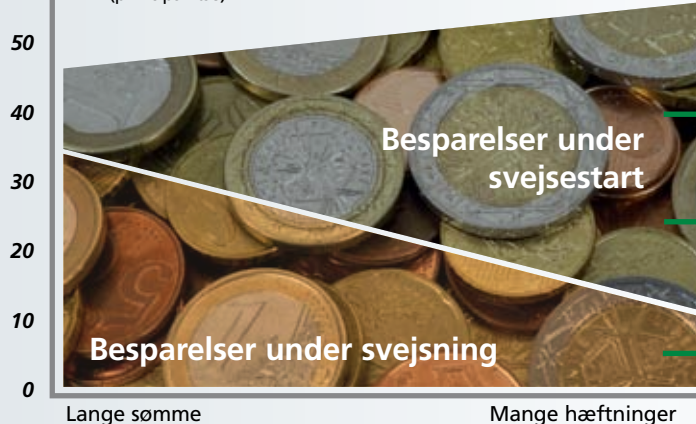 50
40
30
20
10
0
Besparelser under
svejsestart
Besparelser under svejsning
Lange sømme
Mange hæftninger